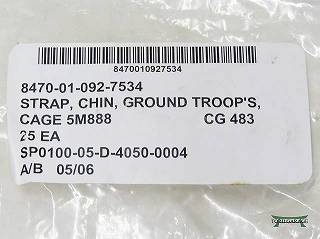 8470010927534
8470-01-092-7534
STRAP, CHIN, GROUND TROOP'S,
CAGE 5M888 CG 483
25 EA
SP0100-05-D-4050-0004
A/B 05/06